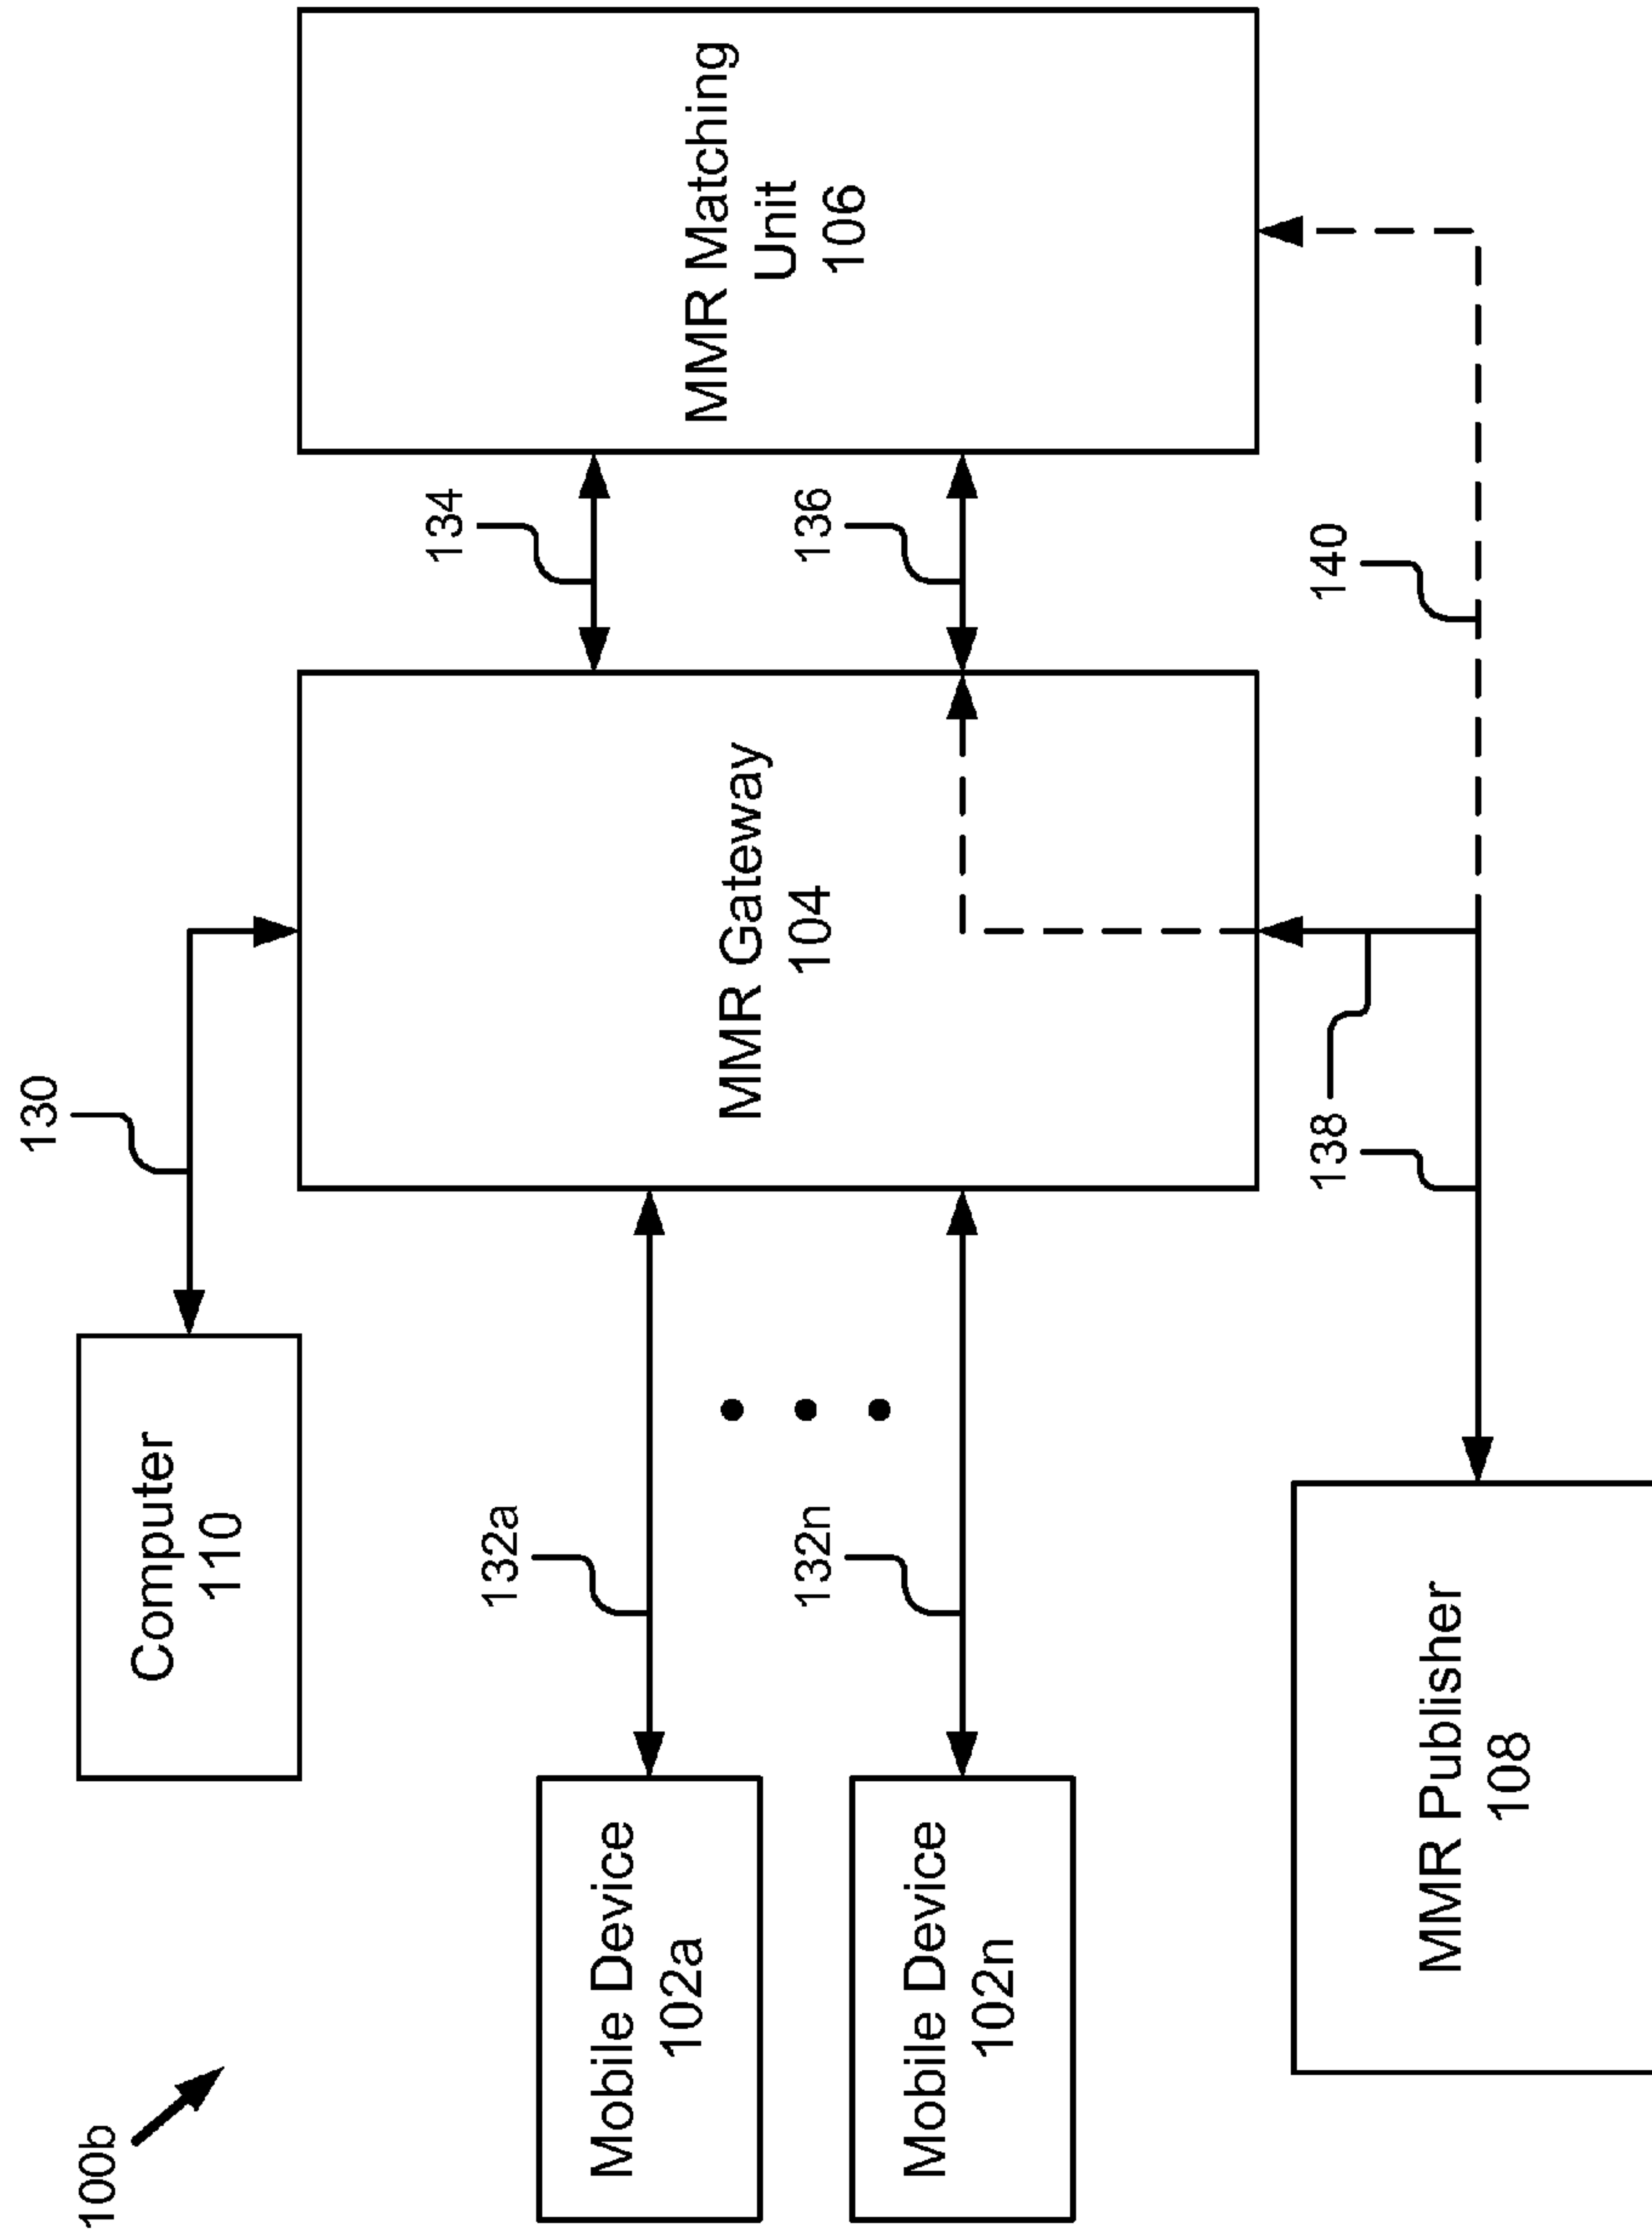 100b
130
Computer
110
134
132a
Mobile Device
102a
MMR Gateway
104
MMR Matching
Unit
106
136
132n
Mobile Device
102n
138
140
MMR Publisher
108